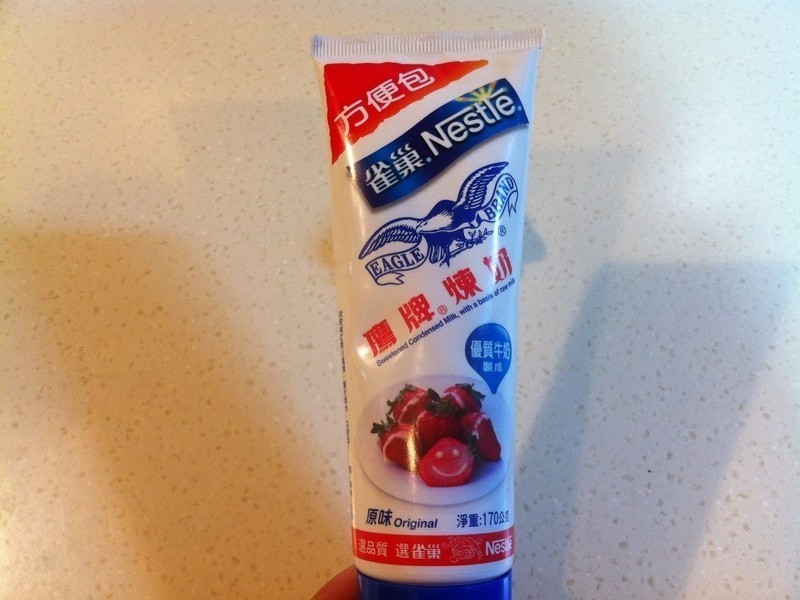 方便包
雀巢® Nestlé®
EAGLE BRAND ®
鷹牌®煉奶
Sweetened Condensed Milk, with a basis of raw milk
優質牛奶
製成
原味 Original 淨重:170公克
選品質 選雀巢® Nestlé